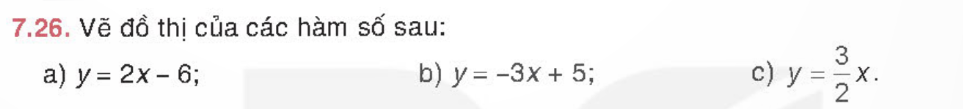 7.26. Vẽ đồ thị của các hàm số sau:
a) y = 2x – 6; b) y = –3x + 5; c) y = 3/2 x.